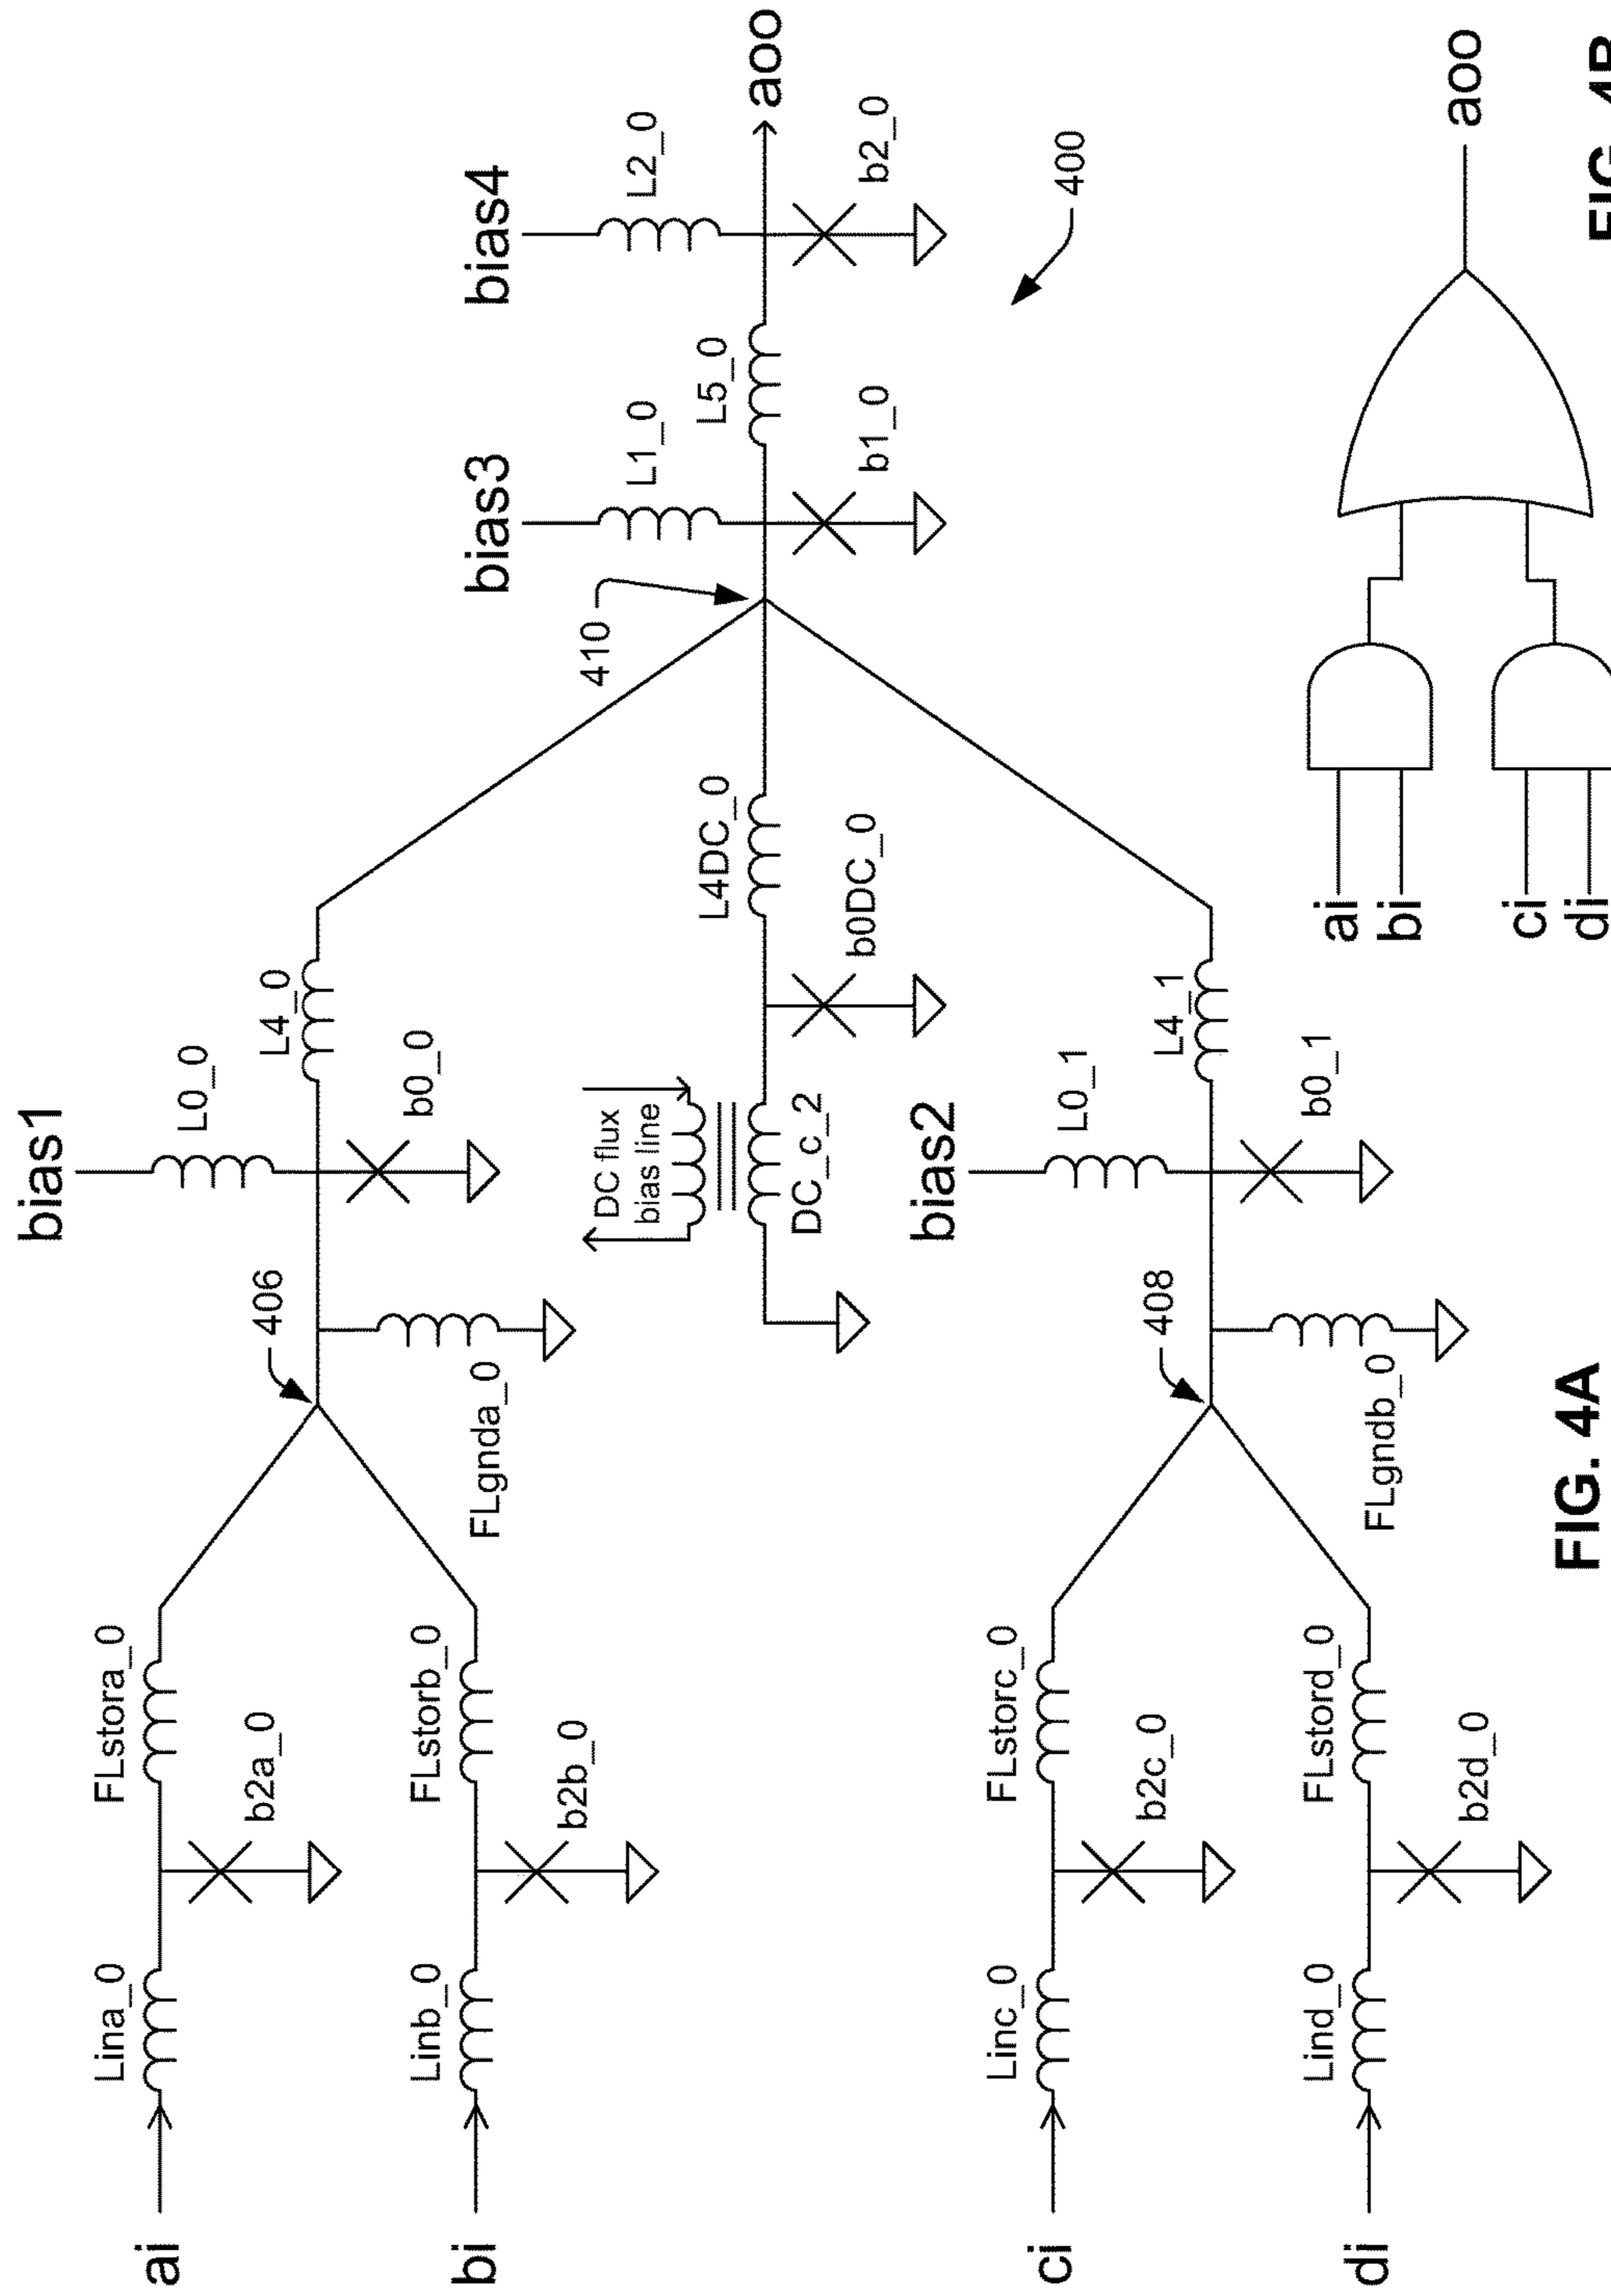 bias1
L0_0
Lina_0
FLstora_0
ai
b2a_0
406
L4_0
b0_0
Linb_0
FLstorb_0
bi
b2b_0
FLgnda_0
bias3
bias4
410
L1_0
L2_0
DC flux
bias line
L4DC_0
L5_0
aoo
DC_c_2
b0DC_0
b1_0
b2_0
bias2
L0_1
Linc_0
FLstorc_0
ci
b2c_0
408
L4_1
b0_1
400
Lind_0
FLstord_0
di
b2d_0
FLgndb_0
ai
bi
ci
di
aoo
FIG. 4A
FIG. 4B